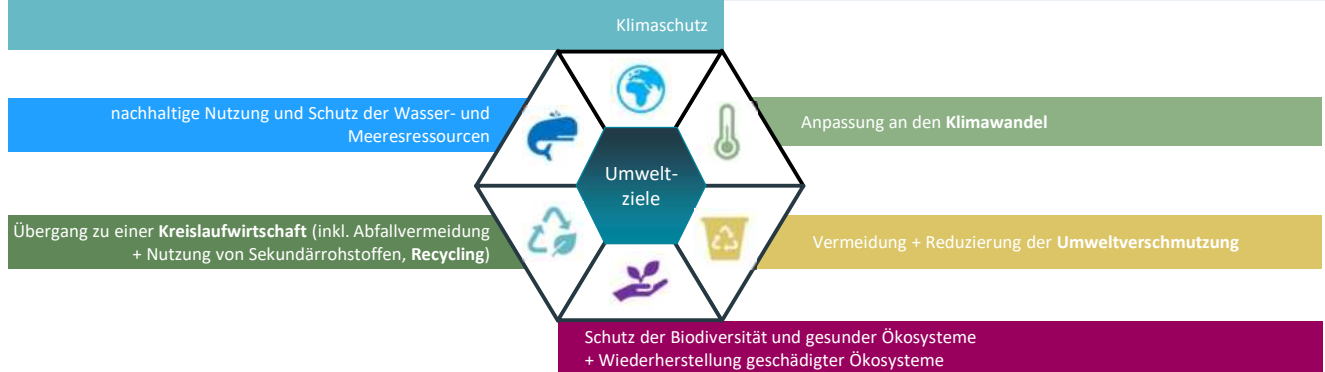 Klimaschutz
nachhaltige Nutzung und Schutz der Wasser- und
Meeresressourcen
Anpassung an den Klimawandel
Umwelt-
ziele
Übergang zu einer Kreislaufwirtschaft (inkl. Abfallvermeidung
+ Nutzung von Sekundärrohstoffen, Recycling)
Vermeidung + Reduzierung der Umweltverschmutzung
Schutz der Biodiversität und gesunder Ökosysteme
+ Wiederherstellung geschädigter Ökosysteme